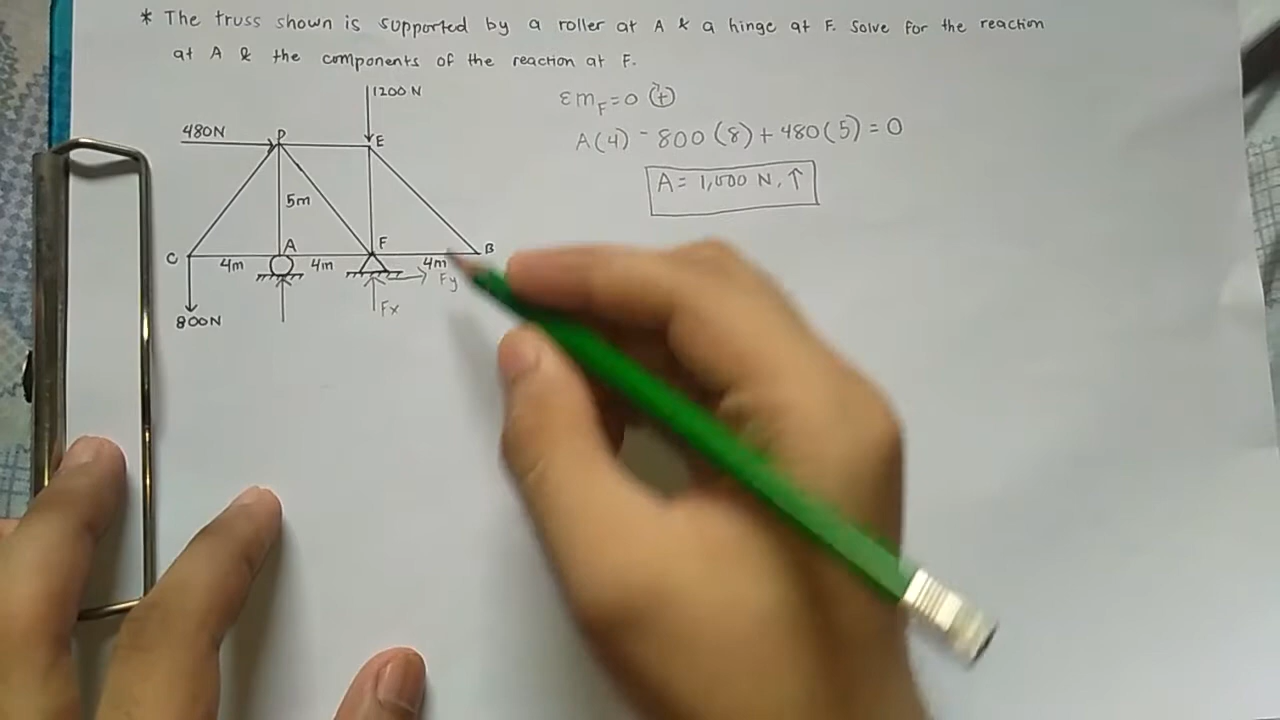 * The truss shown is supported by a roller at A & a hinge at F. Solve for the reaction
at A & the components of the reaction at F.
1200 N
480N
D
E
5m
C
A
F
B
4m
4m
4m
Fy
Fx
800N
ΣmF=0 (+)
A(4) - 800 (8) + 480(5) = 0
A = 1,000 N, ↑